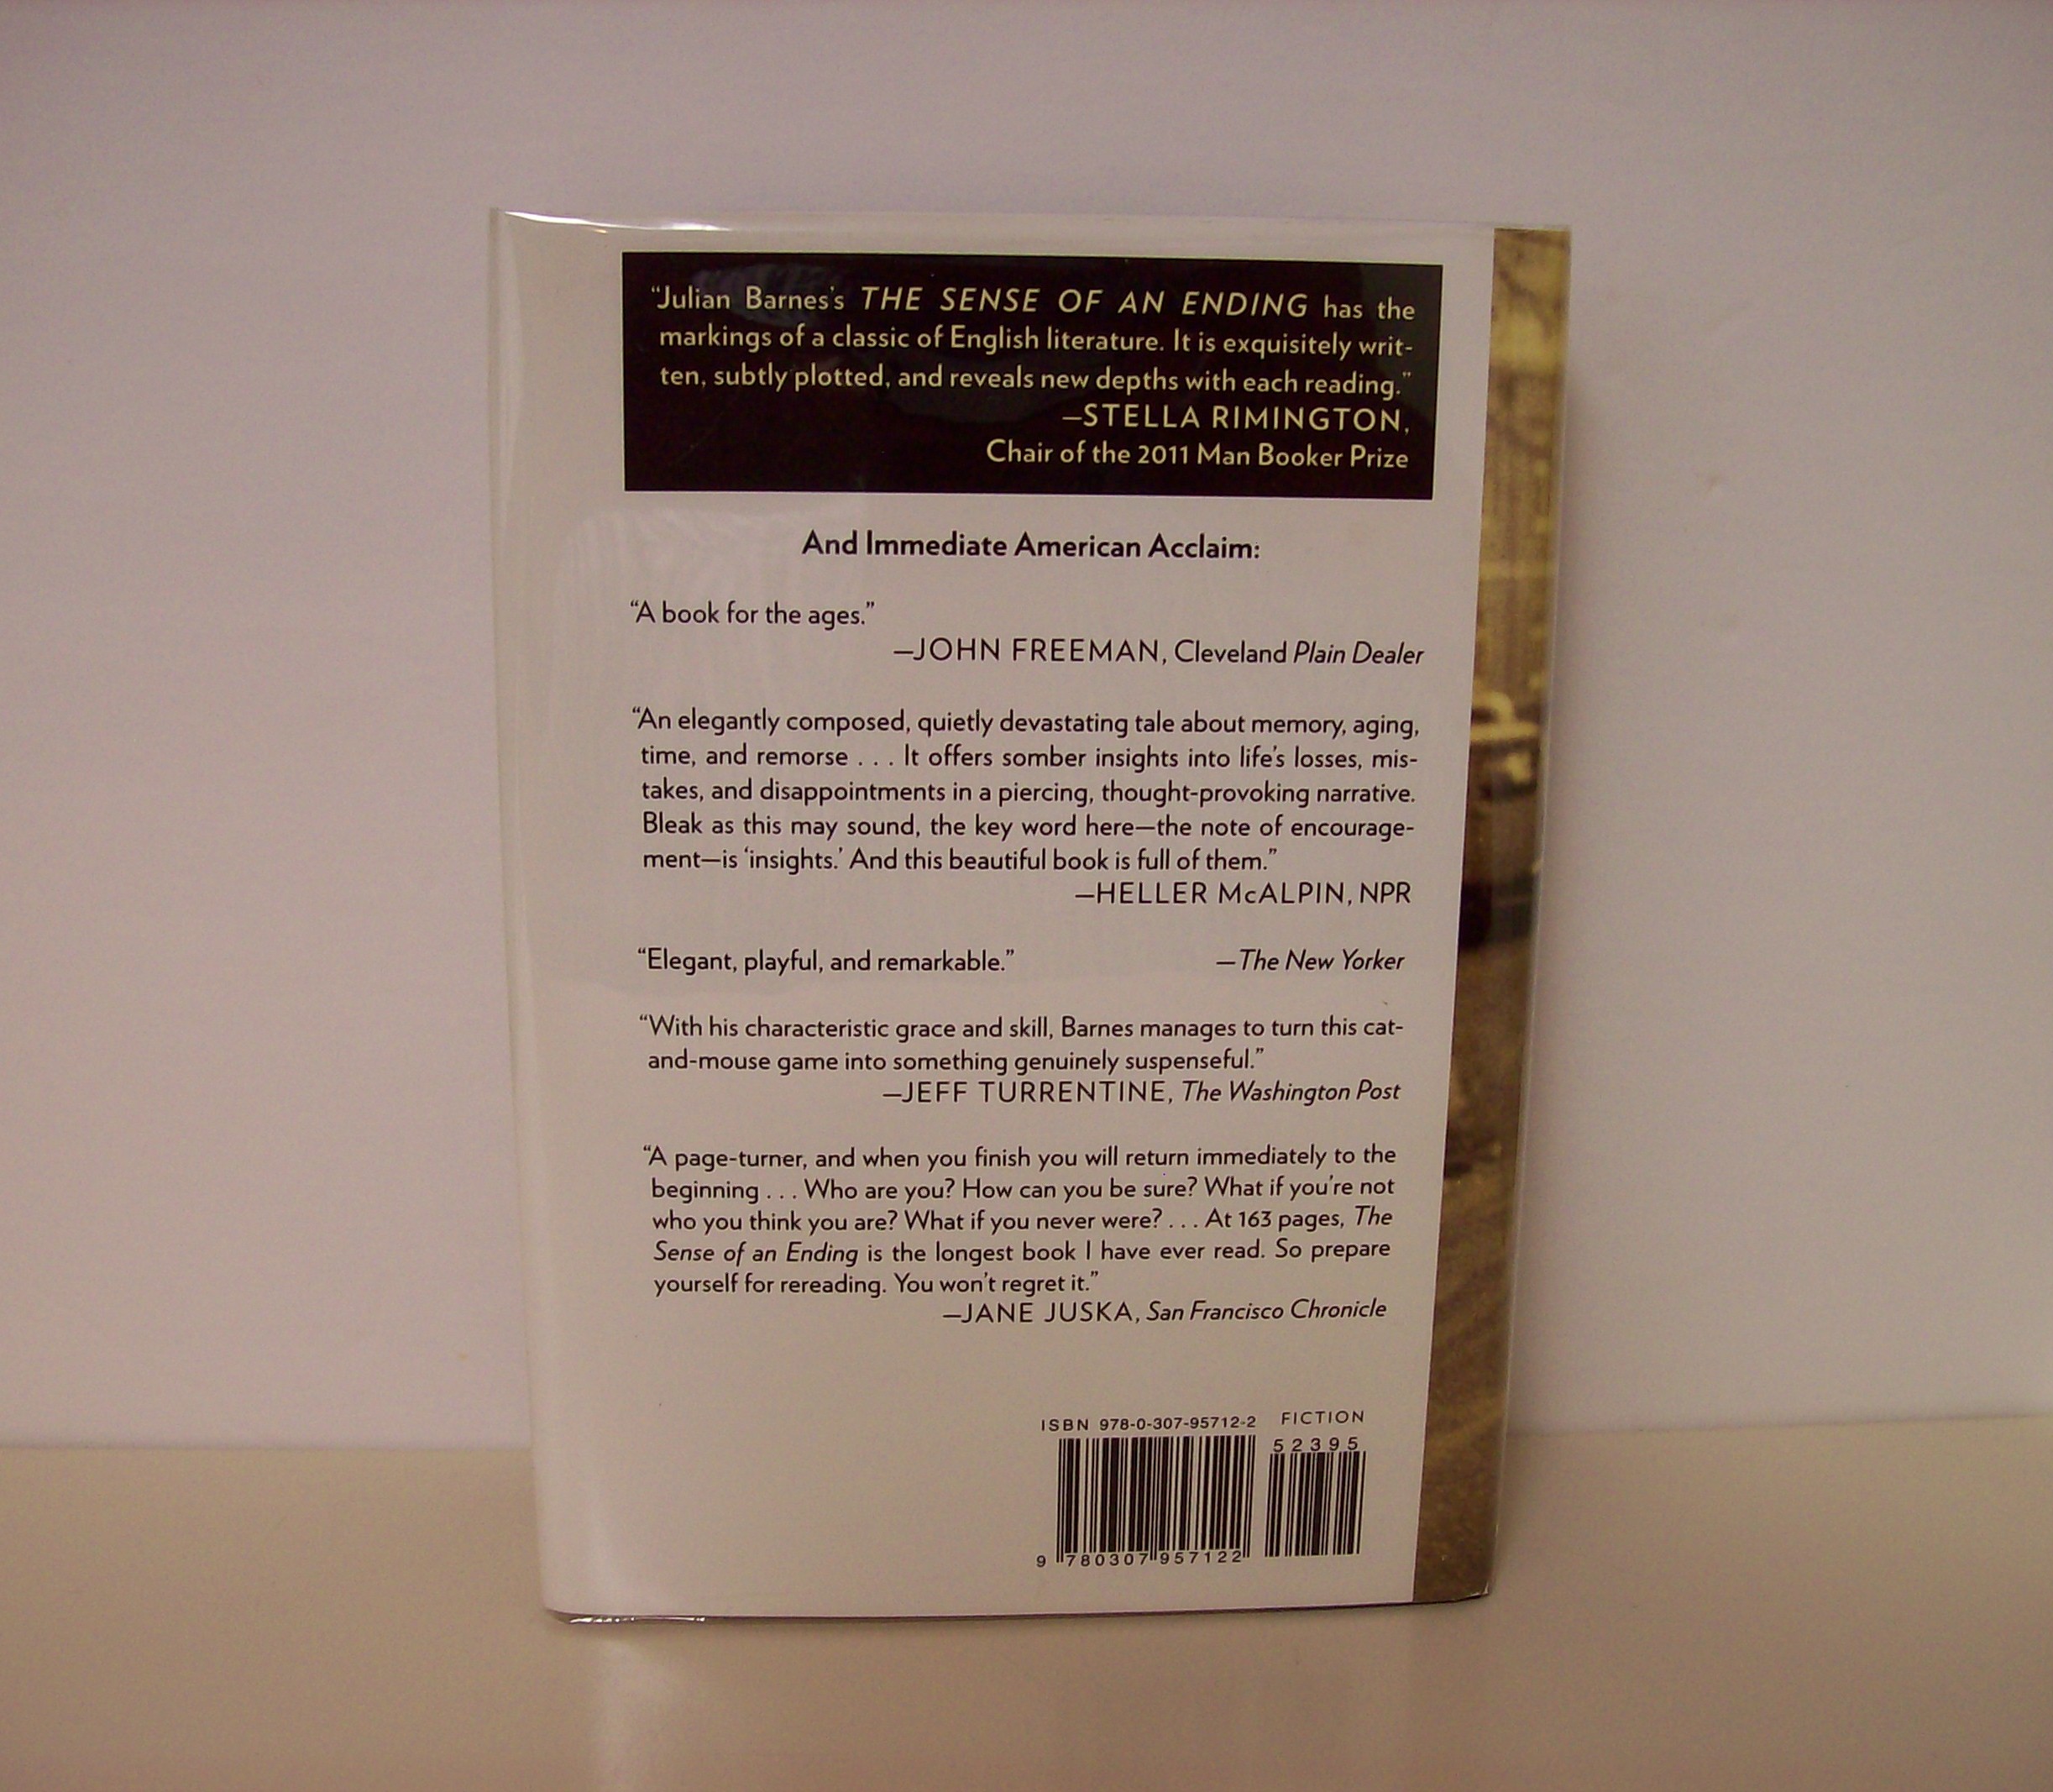 “Julian Barnes’s THE SENSE OF AN ENDING has the
markings of a classic of English literature. It is exquisitely writ-
ten, subtly plotted, and reveals new depths with each reading.”
—STELLA RIMINGTON,
Chair of the 2011 Man Booker Prize
And Immediate American Acclaim:
“A book for the ages.”
—JOHN FREEMAN, Cleveland Plain Dealer
“An elegantly composed, quietly devastating tale about memory, aging,
time, and remorse . . . It offers somber insights into life’s losses, mis-
takes, and disappointments in a piercing, thought-provoking narrative.
Bleak as this may sound, the key word here—the note of encourage-
ment—is ‘insights.’ And this beautiful book is full of them.”
—HELLER McALPIN, NPR
“Elegant, playful, and remarkable.” —The New Yorker
“With his characteristic grace and skill, Barnes manages to turn this cat-
and-mouse game into something genuinely suspenseful.”
—JEFF TURRENTINE, The Washington Post
“A page-turner, and when you finish you will return immediately to the
beginning . . . Who are you? How can you be sure? What if you’re not
who you think you are? What if you never were? . . . At 163 pages, The
Sense of an Ending is the longest book I have ever read. So prepare
yourself for rereading. You won’t regret it.”
—JANE JUSKA, San Francisco Chronicle
ISBN 978-0-307-95712-2 FICTION
52395
9 780307 957122